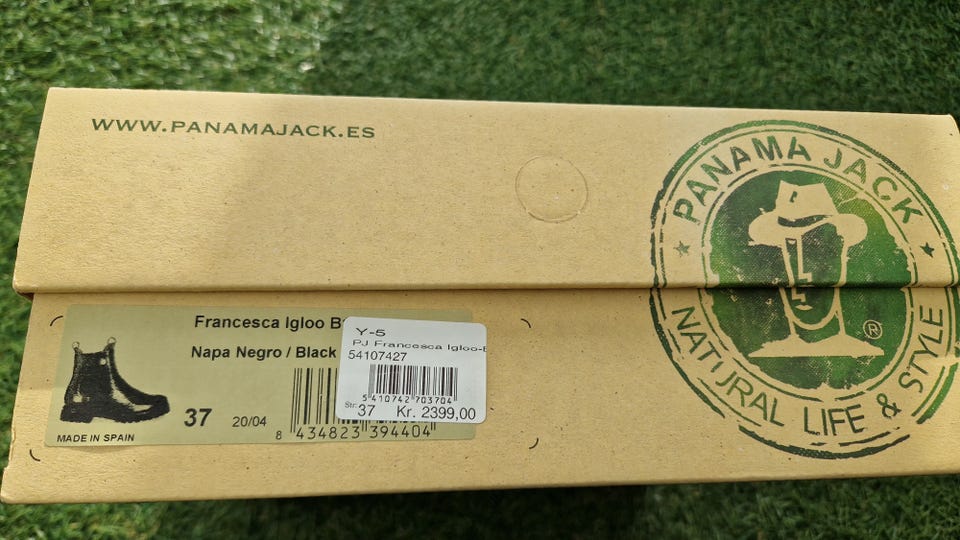 WWW.PANAMAJACK.ES
PANAMA JACK
®
NATURAL LIFE & STYLE
Francesca Igloo
Napa Negro / Black
37
20/04
MADE IN SPAIN
8 434823 394404
Y-5
PJ Francesca Igloo-
54107427
5 410742 703704
Str: 37 Kr. 2399,00